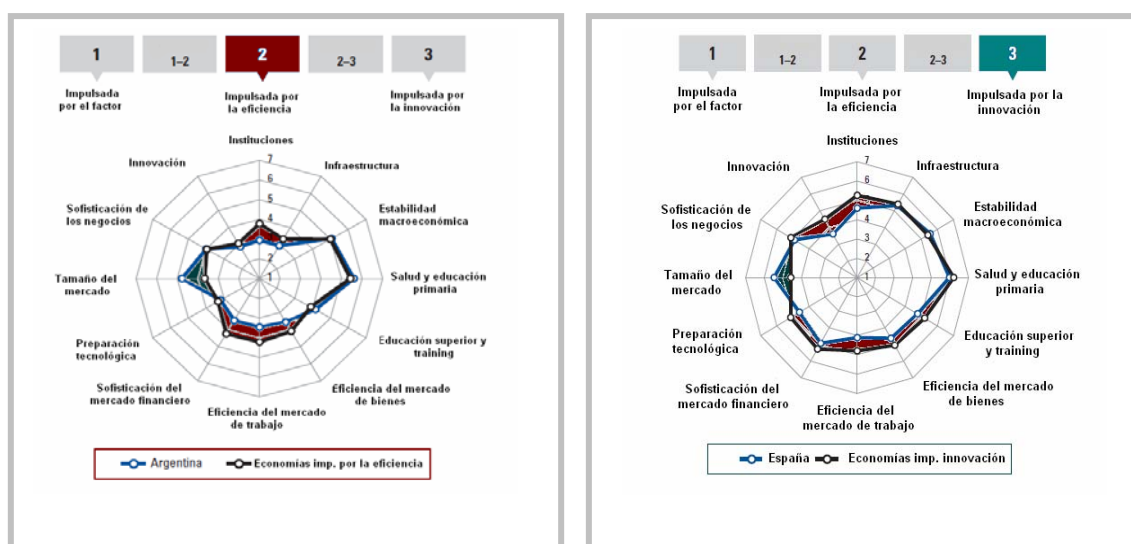 1
1–2
2
2–3
3
Impulsada
por el factor
Impulsada por
la eficiencia
Impulsada por
la innovación
Instituciones
Innovación
7
Infraestructura
6
5
Sofisticación de
los negocios
4
Estabilidad
macroeconómica
2
Tamaño del
mercado
1
Salud y educación
primaria
Preparación
tecnológica
Educación superior y
training
Sofisticación del
mercado financiero
Eficiencia del mercado
de bienes
Eficiencia del mercado
de trabajo
Argentina
Economías imp. por la eficiencia
1
1–2
2
2–3
3
Impulsada
por el factor
Impulsada por
la eficiencia
Impulsada por la
innovación
Instituciones
Innovación
7
Infraestructura
6
5
Sofisticación de
los negocios
4
Estabilidad
macroeconómica
3
2
Tamaño del
mercado
1
Salud y educación
primaria
Preparación
tecnológica
Educación superior
y training
Sofisticación del
mercado financiero
Eficiencia del mercado
de bienes
Eficiencia del
mercado de trabajo
España
Economías imp. innovación